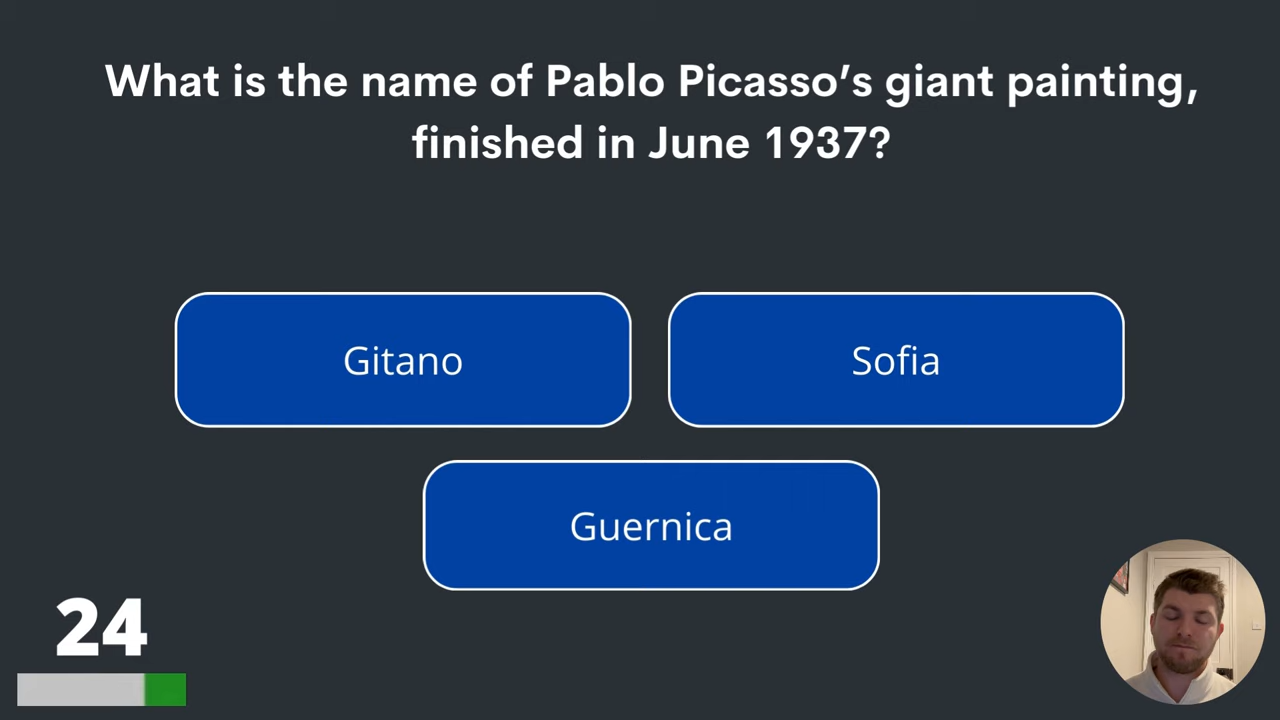 What is the name of Pablo Picasso’s giant painting,
finished in June 1937?
Gitano
Sofia
Guernica
24